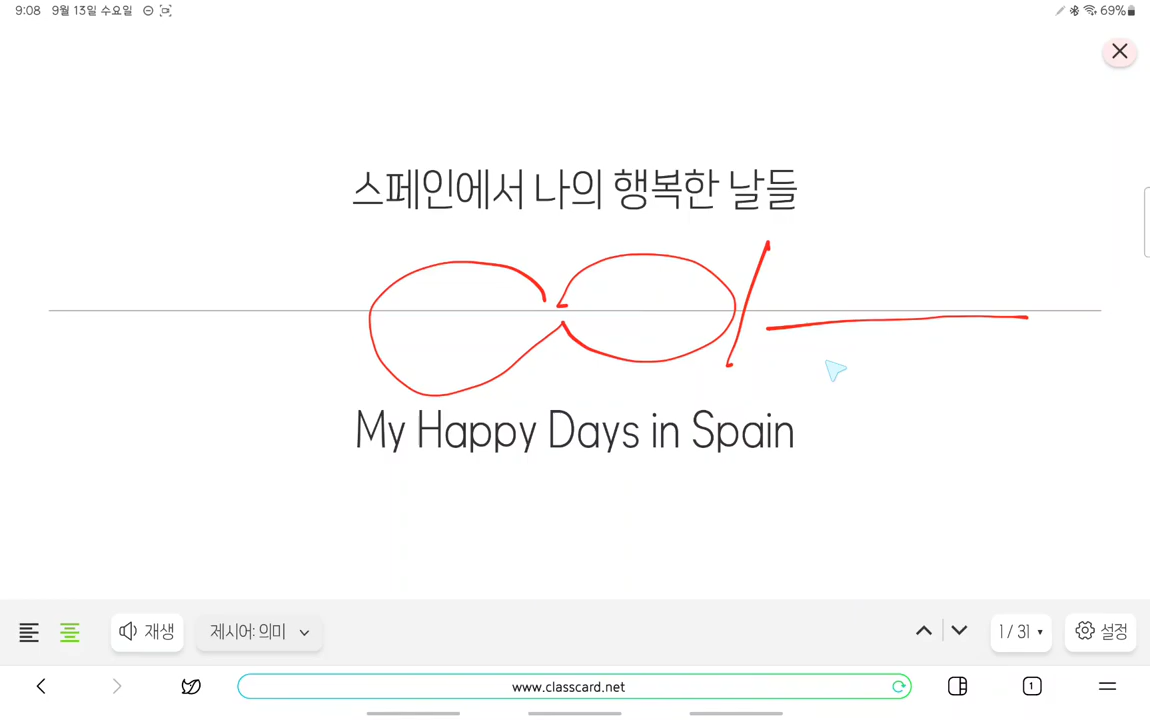 9:08 9월 13일 수요일 69%
스페인에서 나의 행복한 날들
My Happy Days in Spain
재생 제시어: 의미 1 / 31 설정
www.classcard.net 1